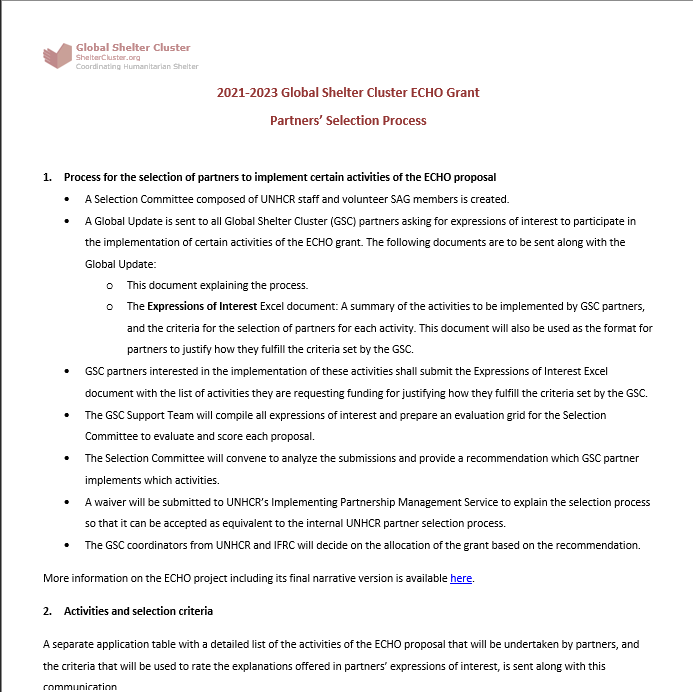 Global Shelter Cluster
ShelterCluster.org
Coordinating Humanitarian Shelter
2021-2023 Global Shelter Cluster ECHO Grant
Partners’ Selection Process
1. Process for the selection of partners to implement certain activities of the ECHO proposal
• A Selection Committee composed of UNHCR staff and volunteer SAG members is created.
• A Global Update is sent to all Global Shelter Cluster (GSC) partners asking for expressions of interest to participate in
the implementation of certain activities of the ECHO grant. The following documents are to be sent along with the
Global Update:
o This document explaining the process.
o The Expressions of Interest Excel document: A summary of the activities to be implemented by GSC partners,
and the criteria for the selection of partners for each activity. This document will also be used as the format for
partners to justify how they fulfill the criteria set by the GSC.
• GSC partners interested in the implementation of these activities shall submit the Expressions of Interest Excel
document with the list of activities they are requesting funding for justifying how they fulfill the criteria set by the GSC.
• The GSC Support Team will compile all expressions of interest and prepare an evaluation grid for the Selection
Committee to evaluate and score each proposal.
• The Selection Committee will convene to analyze the submissions and provide a recommendation which GSC partner
implements which activities.
• A waiver will be submitted to UNHCR’s Implementing Partnership Management Service to explain the selection process
so that it can be accepted as equivalent to the internal UNHCR partner selection process.
• The GSC coordinators from UNHCR and IFRC will decide on the allocation of the grant based on the recommendation.
More information on the ECHO project including its final narrative version is available here.
2. Activities and selection criteria
A separate application table with a detailed list of the activities of the ECHO proposal that will be undertaken by partners, and
the criteria that will be used to rate the explanations offered in partners’ expressions of interest, is sent along with this
communication